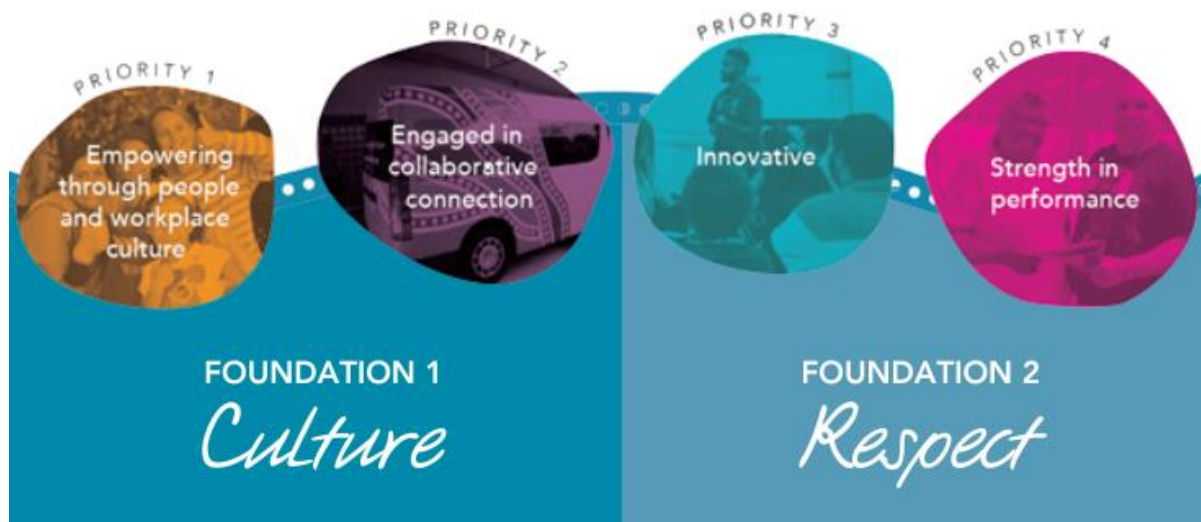 PRIORITY 1
Empowering
through people
and workplace
culture
PRIORITY 2
Engaged in
collaborative
connection
PRIORITY 3
Innovative
PRIORITY 4
Strength in
performance
FOUNDATION 1
Culture
FOUNDATION 2
Respect